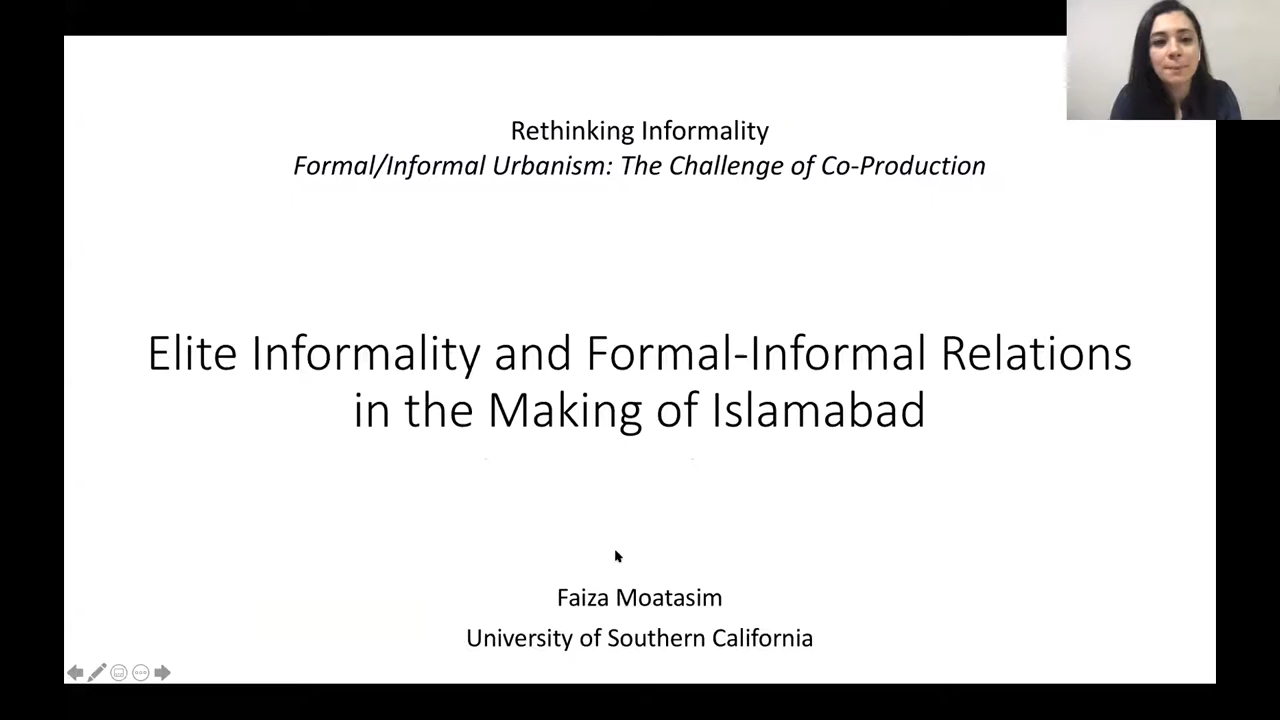 Rethinking Informality
Formal/Informal Urbanism: The Challenge of Co-Production
Elite Informality and Formal-Informal Relations
in the Making of Islamabad
Faiza Moatasim
University of Southern California